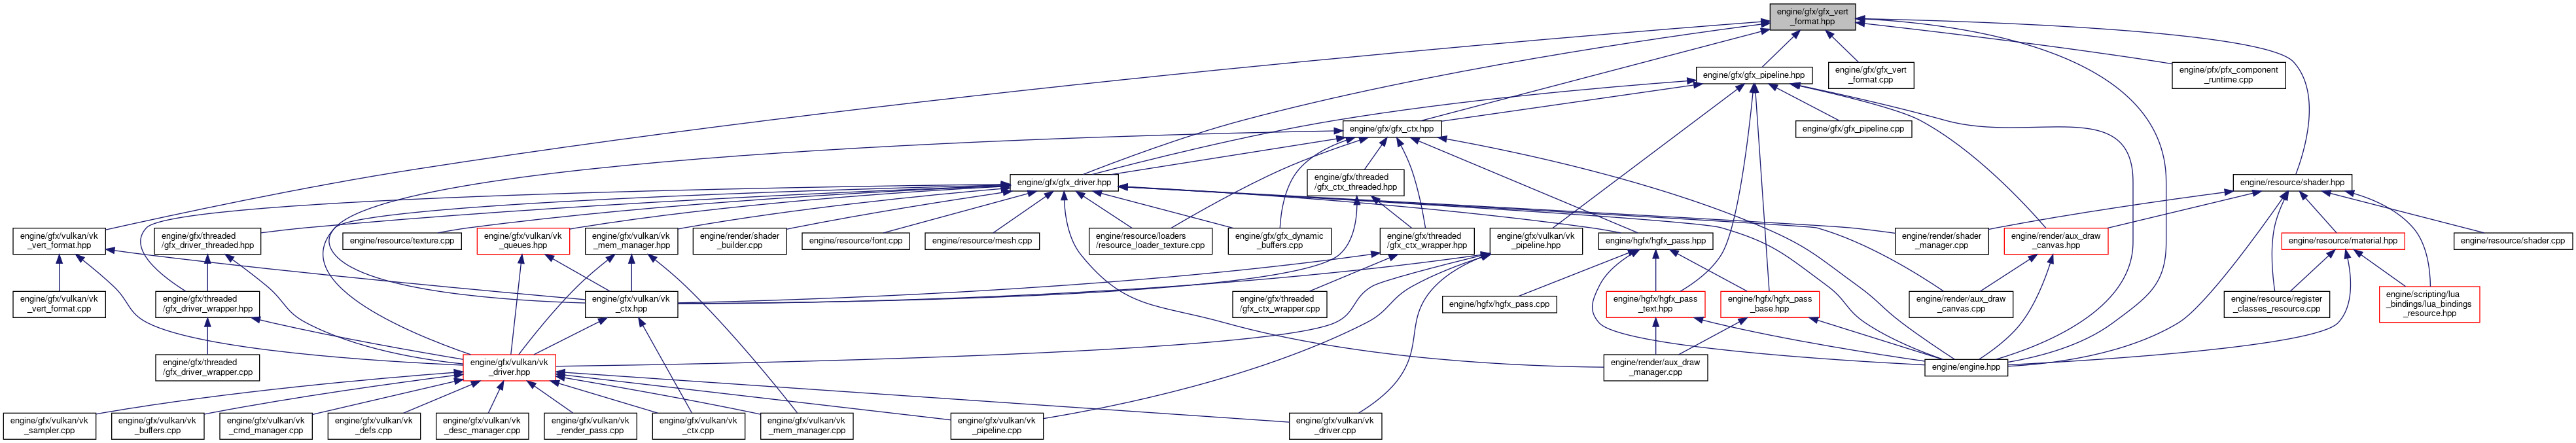 engine/gfx/gfx_vert
_format.hpp
engine/gfx/gfx_pipeline.hpp
engine/gfx/gfx_vert
_format.cpp
engine/pfx/pfx_component
_runtime.cpp
engine/gfx/gfx_ctx.hpp
engine/gfx/gfx_pipeline.cpp
engine/gfx/gfx_driver.hpp
engine/gfx/threaded
/gfx_ctx_threaded.hpp
engine/resource/shader.hpp
engine/gfx/vulkan/vk
_vert_format.hpp
engine/gfx/threaded
/gfx_driver_threaded.hpp
engine/resource/texture.cpp
engine/gfx/vulkan/vk
_queues.hpp
engine/gfx/vulkan/vk
_mem_manager.hpp
engine/render/shader
_builder.cpp
engine/resource/font.cpp
engine/resource/mesh.cpp
engine/resource/loaders
/resource_loader_texture.cpp
engine/gfx/gfx_dynamic
_buffers.cpp
engine/gfx/threaded
/gfx_ctx_wrapper.hpp
engine/gfx/vulkan/vk
_pipeline.hpp
engine/hgfx/hgfx_pass.hpp
engine/render/shader
_manager.cpp
engine/render/aux_draw
_canvas.hpp
engine/resource/material.hpp
engine/resource/shader.cpp
engine/gfx/vulkan/vk
_vert_format.cpp
engine/gfx/threaded
/gfx_driver_wrapper.hpp
engine/gfx/vulkan/vk
_ctx.hpp
engine/hgfx/hgfx_pass.cpp
engine/gfx/threaded
/gfx_ctx_wrapper.cpp
engine/hgfx/hgfx_pass
_text.hpp
engine/hgfx/hgfx_pass
_base.hpp
engine/render/aux_draw
_canvas.cpp
engine/resource/register
_classes_resource.cpp
engine/scripting/lua
_bindings/lua_bindings
_resource.hpp
engine/gfx/threaded
/gfx_driver_wrapper.cpp
engine/gfx/vulkan/vk
_driver.hpp
engine/render/aux_draw
_manager.cpp
engine/engine.hpp
engine/gfx/vulkan/vk
_sampler.cpp
engine/gfx/vulkan/vk
_buffers.cpp
engine/gfx/vulkan/vk
_cmd_manager.cpp
engine/gfx/vulkan/vk
_defs.cpp
engine/gfx/vulkan/vk
_desc_manager.cpp
engine/gfx/vulkan/vk
_render_pass.cpp
engine/gfx/vulkan/vk
_ctx.cpp
engine/gfx/vulkan/vk
_mem_manager.cpp
engine/gfx/vulkan/vk
_pipeline.cpp
engine/gfx/vulkan/vk
_driver.cpp